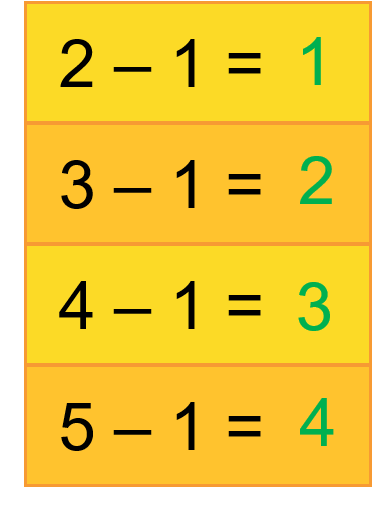 2 – 1 = 1
3 – 1 = 2
4 – 1 = 3
5 – 1 = 4